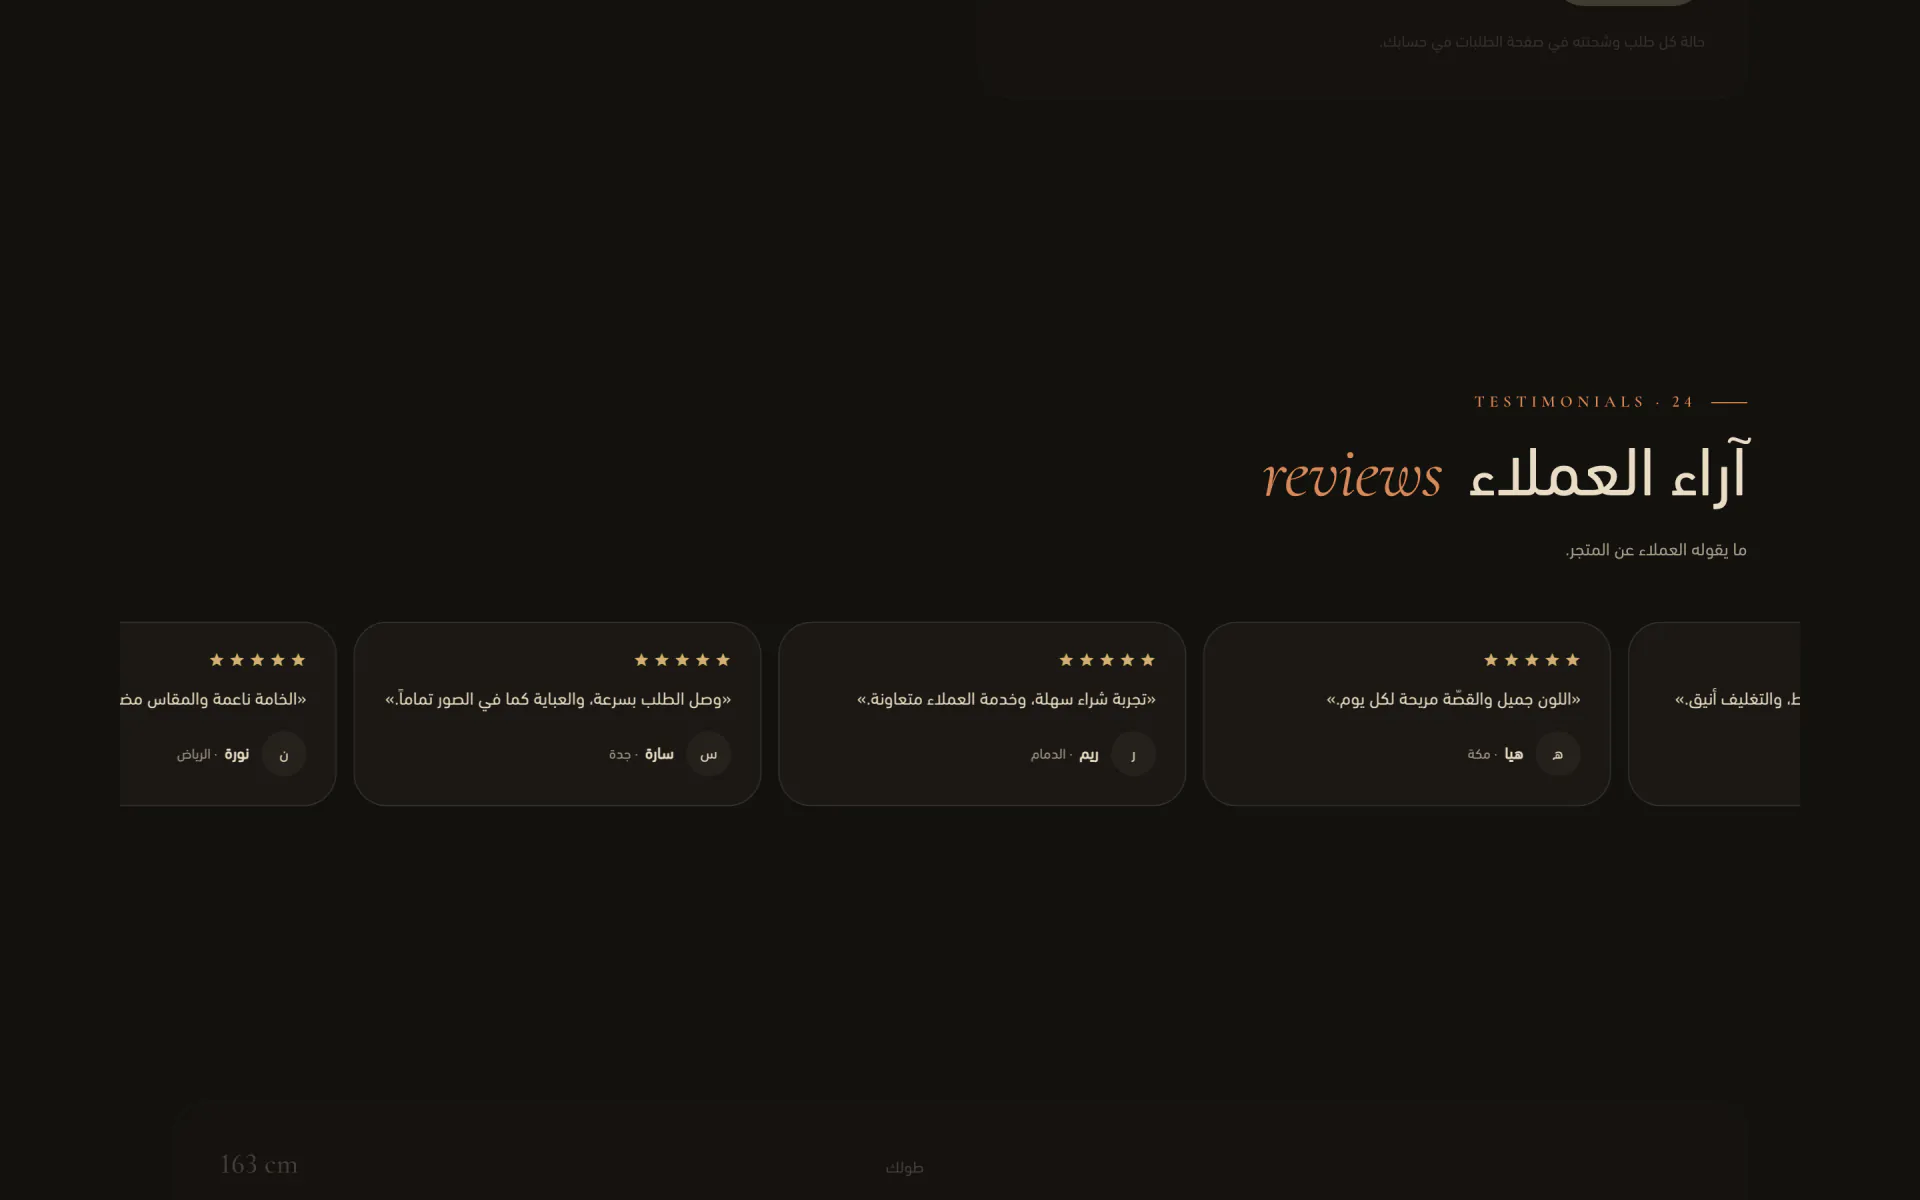 حالة كل طلب وشحنته في صفحة الطلبات في حسابك.
TESTIMONIALS · 24
آراء العملاء reviews
ما يقوله العملاء عن المتجر.
والتغليف أنيق.»
«اللون جميل والقصّة مريحة لكل يوم.»
ه هيا · مكة
«تجربة شراء سهلة، وخدمة العملاء متعاونة.»
ر ريم · الدمام
«وصل الطلب بسرعة، والعباية كما في الصور تماماً.»
س سارة · جدة
«الخامة ناعمة والمقاس
ن نورة · الرياض
طولك
163 cm